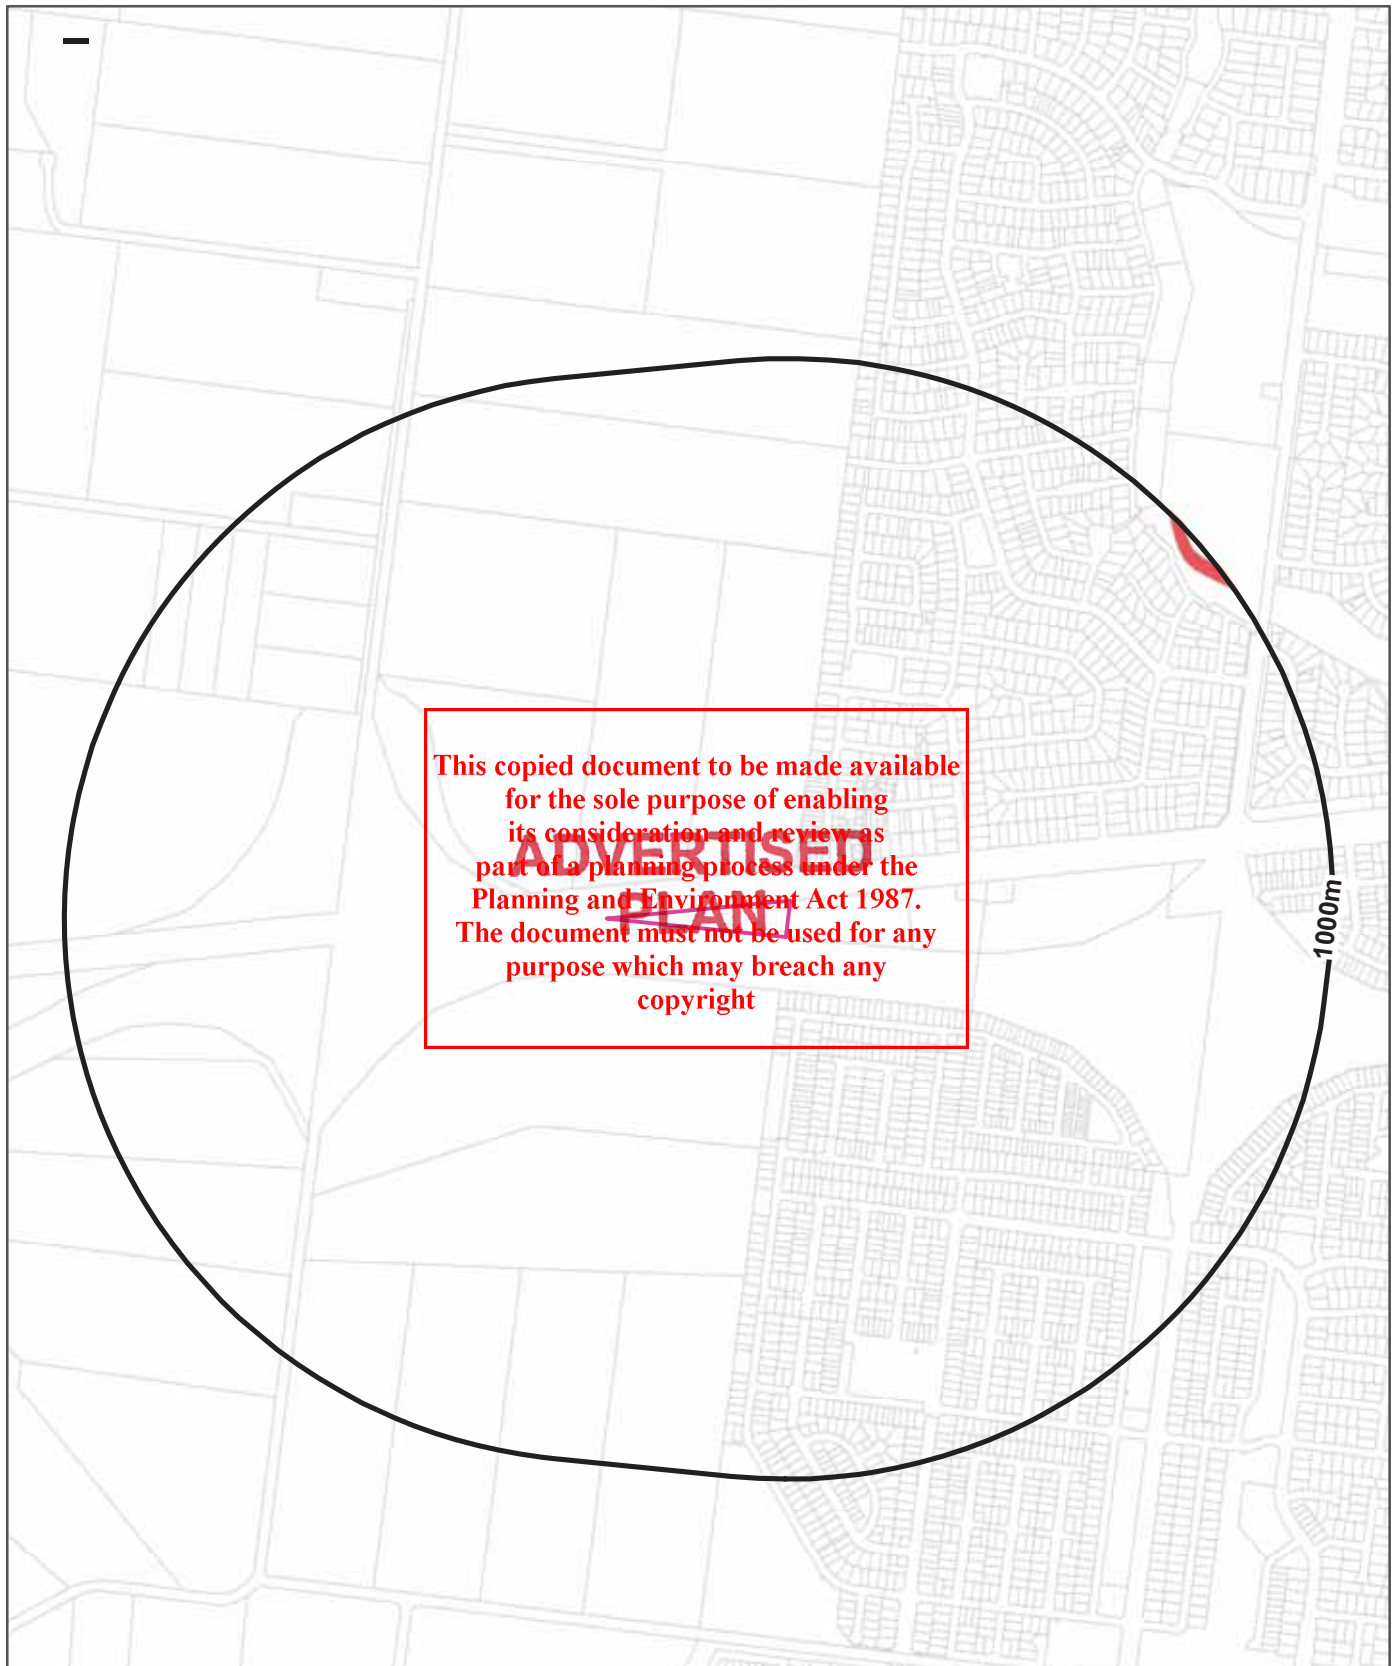 This copied document to be made available
for the sole purpose of enabling
its consideration and review as
part of a planning process under the
Planning and Environment Act 1987.
The document must not be used for any
purpose which may breach any
copyright
ADVERTISED
PLAN
1000m